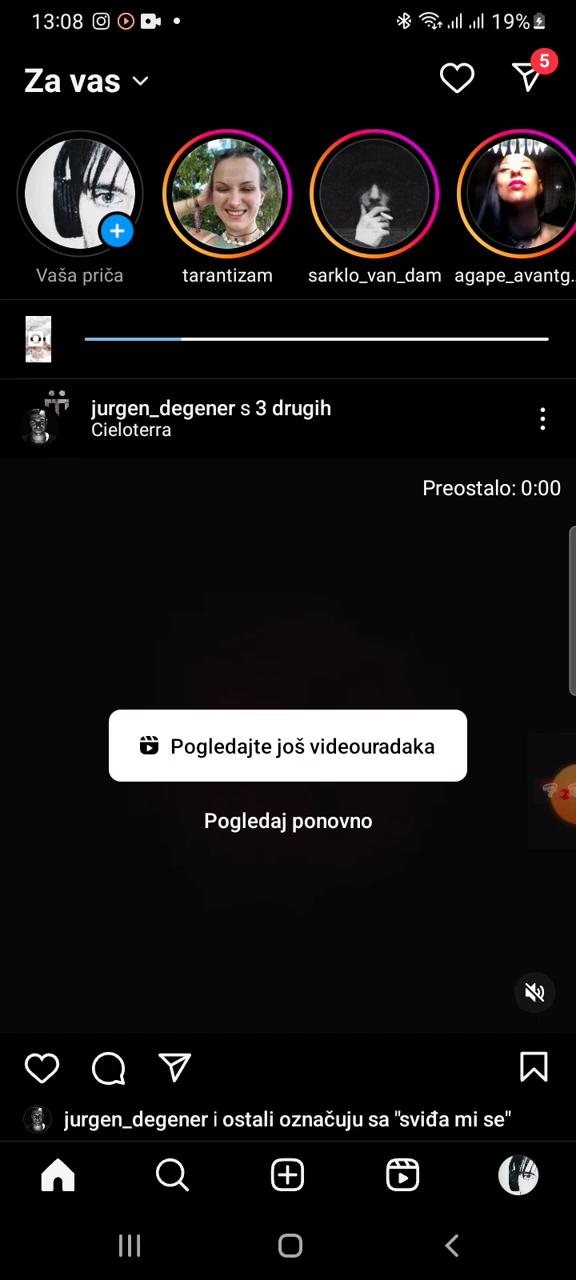 13:08
19%
Za vas
5
Vaša priča
tarantizam
sarklo_van_dam
agape_avantg..
jurgen_degener s 3 drugih
Cieloterra
Preostalo: 0:00
Pogledajte još videouradaka
Pogledaj ponovno
jurgen_degener i ostali označuju sa "sviđa mi se"